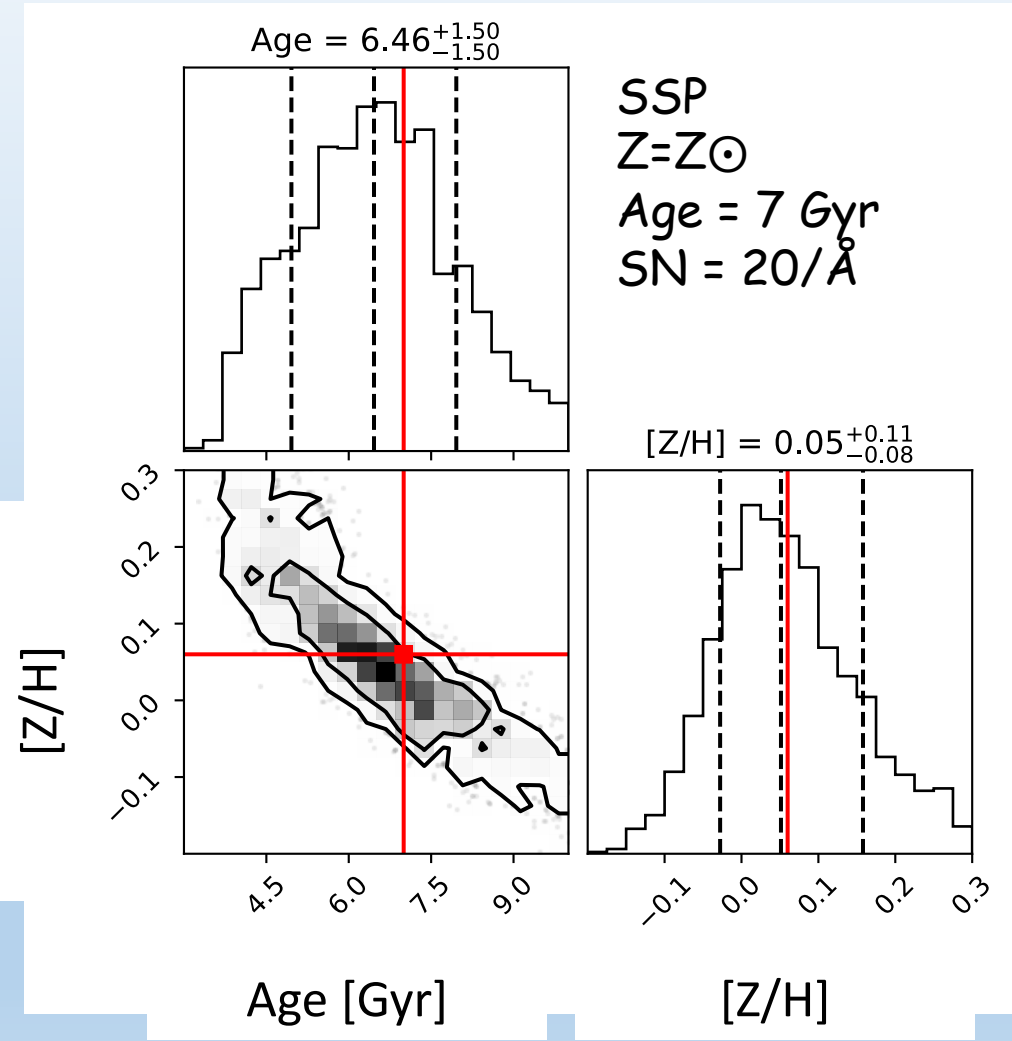 Age = 6.46+1.50−1.50
SSP
Z=Z⊙
Age = 7 Gyr
SN = 20/Å
[Z/H] = 0.05+0.11−0.08
0.3
0.2
0.1
0.0
−0.1
[Z/H]
4.5 6.0 7.5 9.0
−0.1 0.0 0.1 0.2 0.3
Age [Gyr]
[Z/H]